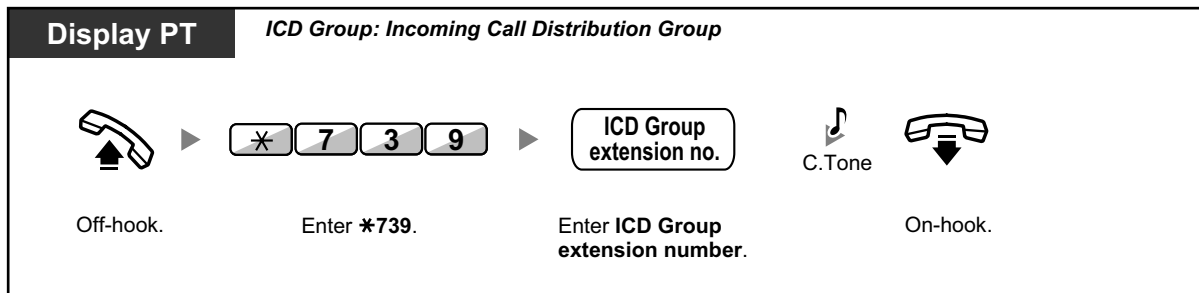 Display PT
ICD Group: Incoming Call Distribution Group
✳ 7 3 9
ICD Group
extension no.
C.Tone
Off-hook.
Enter ✳739.
Enter ICD Group
extension number.
On-hook.